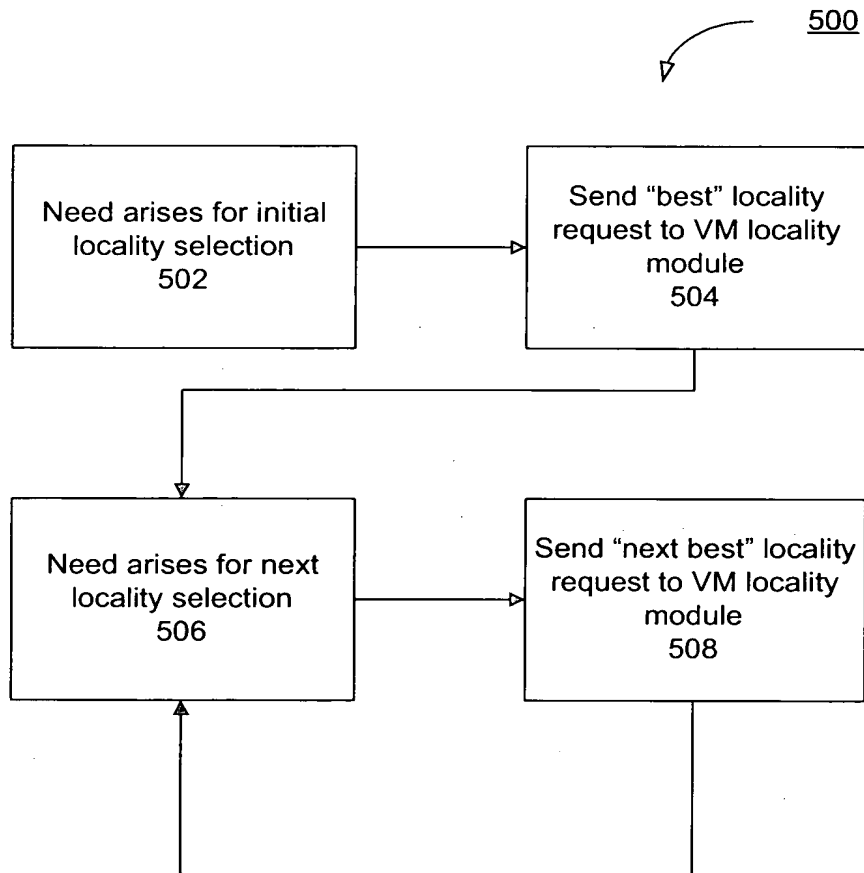 500
Need arises for initial
locality selection
502
Send “best” locality
request to VM locality
module
504
Need arises for next
locality selection
506
Send “next best” locality
request to VM locality
module
508